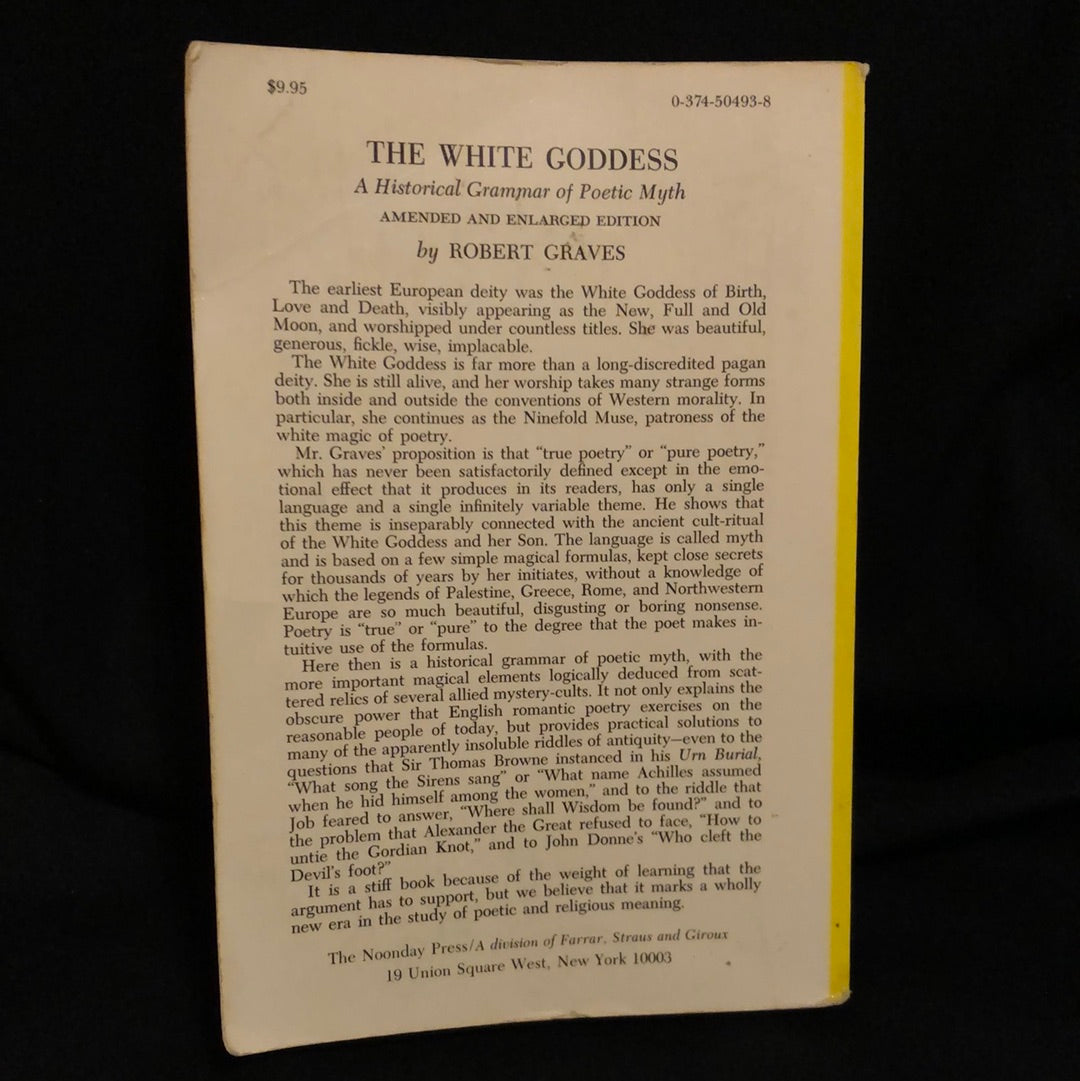 $9.95
0-374-50493-8
THE WHITE GODDESS
A Historical Grammar of Poetic Myth
AMENDED AND ENLARGED EDITION
by ROBERT GRAVES
The earliest European deity was the White Goddess of Birth,
Love and Death, visibly appearing as the New, Full and Old
Moon, and worshipped under countless titles. She was beautiful,
generous, fickle, wise, implacable.
The White Goddess is far more than a long-discredited pagan
deity. She is still alive, and her worship takes many strange forms
both inside and outside the conventions of Western morality. In
particular, she continues as the Ninefold Muse, patroness of the
white magic of poetry.
Mr. Graves' proposition is that “true poetry” or “pure poetry,”
which has never been satisfactorily defined except in the emo-
tional effect that it produces in its readers, has only a single
language and a single infinitely variable theme. He shows that
this theme is inseparably connected with the ancient cult-ritual
of the White Goddess and her Son. The language is called myth
and is based on a few simple magical formulas, kept close secrets
for thousands of years by her initiates, without a knowledge of
which the legends of Palestine, Greece, Rome, and Northwestern
Europe are so much beautiful, disgusting or boring nonsense.
Poetry is “true” or “pure” to the degree that the poet makes in-
tuitive use of the formulas.
Here then is a historical grammar of poetic myth, with the
more important magical elements logically deduced from scat-
tered relics of several allied mystery-cults. It not only explains the
obscure power that English romantic poetry exercises on the
reasonable people of today, but provides practical solutions to
many of the apparently insoluble riddles of antiquity—even to the
questions that Sir Thomas Browne instanced in his Urn Burial,
“What song the Sirens sang” or “What name Achilles assumed
when he hid himself among the women,” and to the riddle that
Job feared to answer, “Where shall Wisdom be found?” and to
the problem that Alexander the Great refused to face, “How to
untie the Gordian Knot,” and to John Donne's “Who cleft the
Devil's foot?”
It is a stiff book because of the weight of learning that the
argument has to support, but we believe that it marks a wholly
new era in the study of poetic and religious meaning.
The Noonday Press/A division of Farrar, Straus and Giroux
19 Union Square West, New York 10003